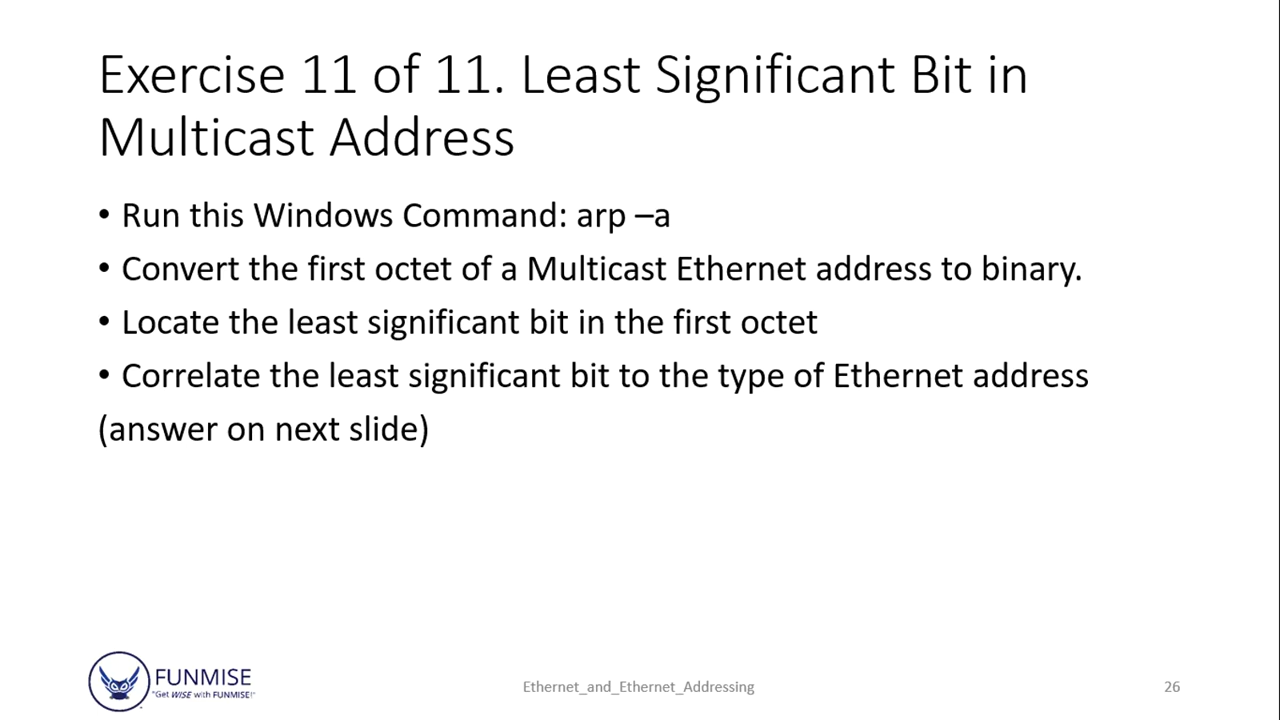 Exercise 11 of 11. Least Significant Bit in
Multicast Address
• Run this Windows Command: arp –a
• Convert the first octet of a Multicast Ethernet address to binary.
• Locate the least significant bit in the first octet
• Correlate the least significant bit to the type of Ethernet address
(answer on next slide)
FUNMISE
"Get WISE with FUNMISE!"
Ethernet_and_Ethernet_Addressing
26